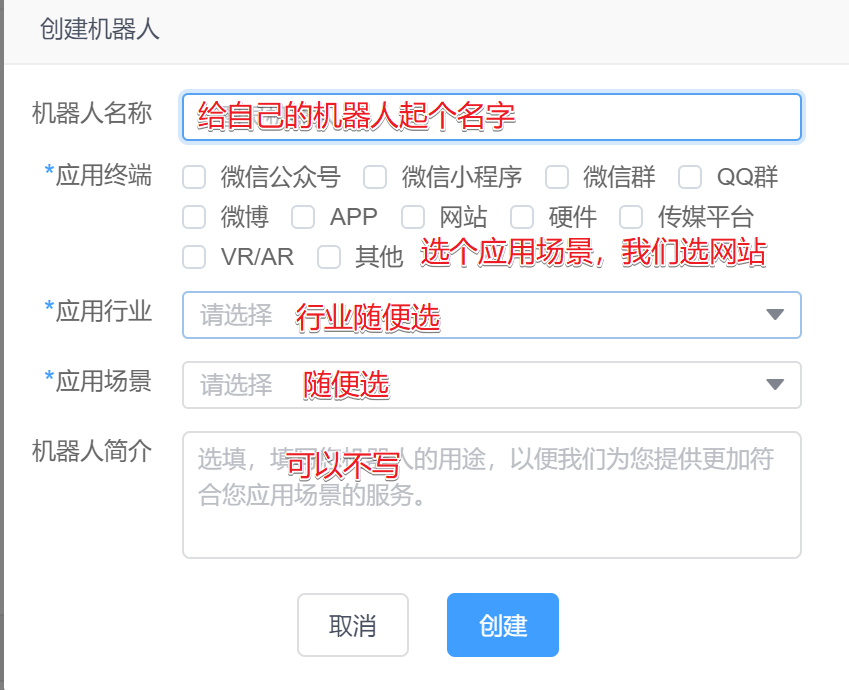 创建机器人
机器人名称 给自己的机器人起个名字
*应用终端 微信公众号 微信小程序 微信群 QQ群
微博 APP 网站 硬件 传媒平台
VR/AR 其他 选个应用场景，我们选网站
*应用行业 请选择 行业随便选
*应用场景 请选择 随便选
机器人简介 选填，填写您机器人的用途，以便我们为您提供更加符
可以不写
合您应用场景的服务。
取消 创建